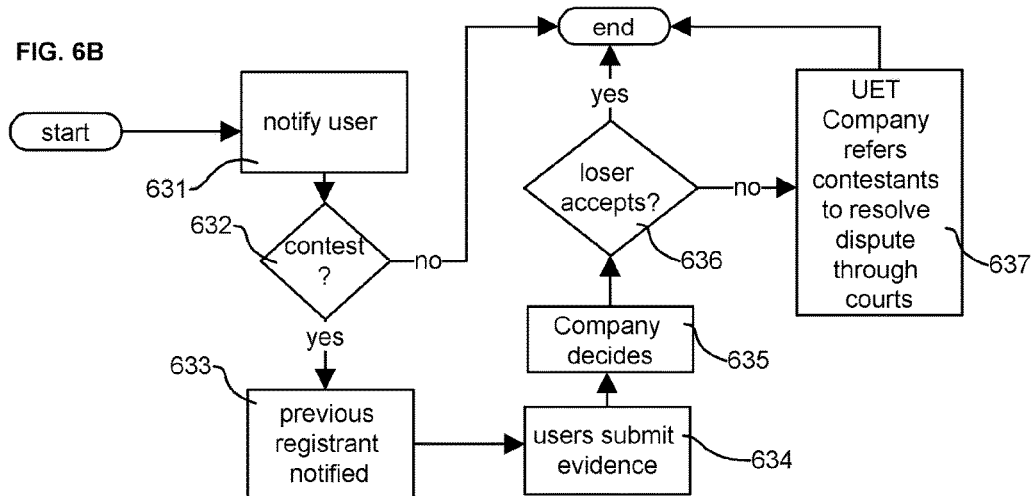 FIG. 6B
start
notify user
631
632
contest
?
no
yes
633
previous
registrant
notified
users submit
evidence
634
Company
decides
635
loser
accepts?
636
yes
no
end
UET
Company
refers
contestants
to resolve
dispute
through
courts
637